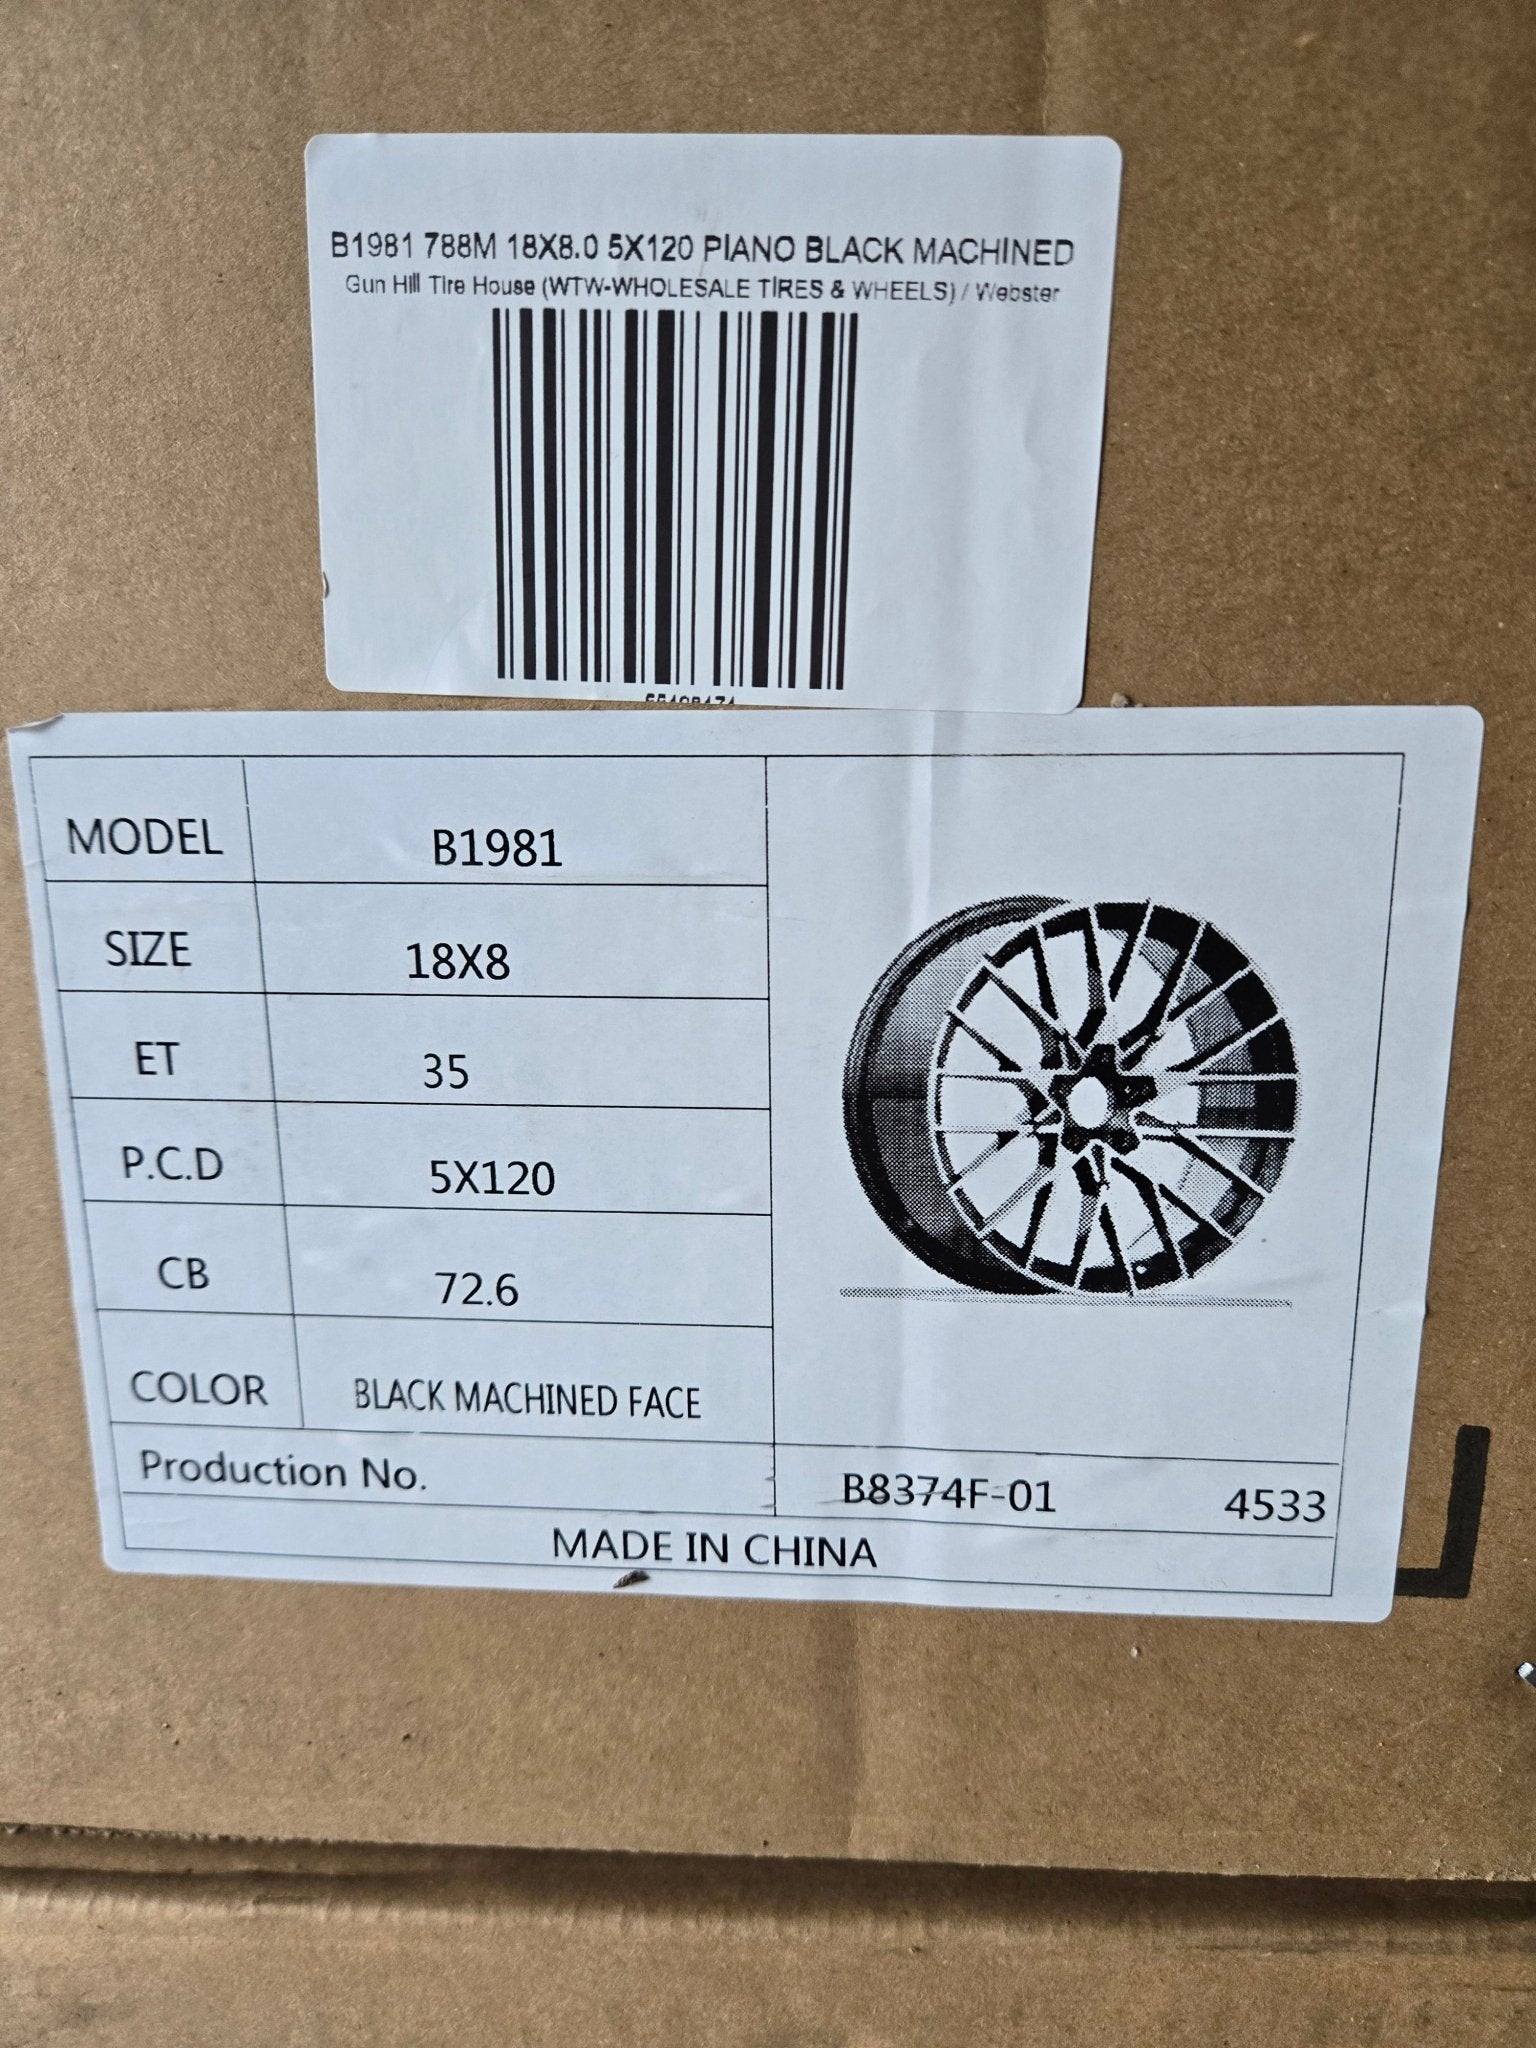 B1981 788M 18X8.0 5X120 PIANO BLACK MACHINED
Gun Hill Tire House (WTW-WHOLESALE TIRES & WHEELS) / Webster
MODEL B1981
SIZE 18X8
ET 35
P.C.D 5X120
CB 72.6
COLOR BLACK MACHINED FACE
Production No. B8374F-01 4533
MADE IN CHINA